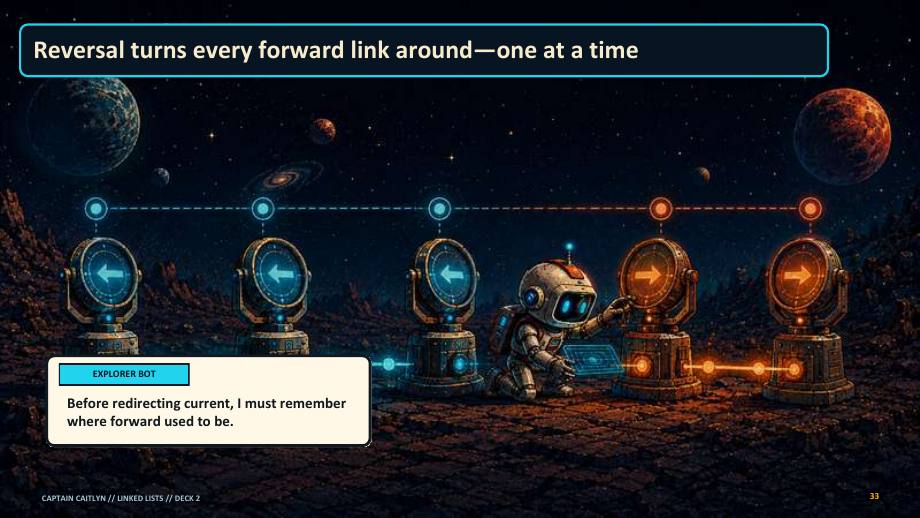 Reversal turns every forward link around—one at a time
EXPLORER BOT
Before redirecting current, I must remember
where forward used to be.
CAPTAIN CAITLYN // LINKED LISTS // DECK 2
33